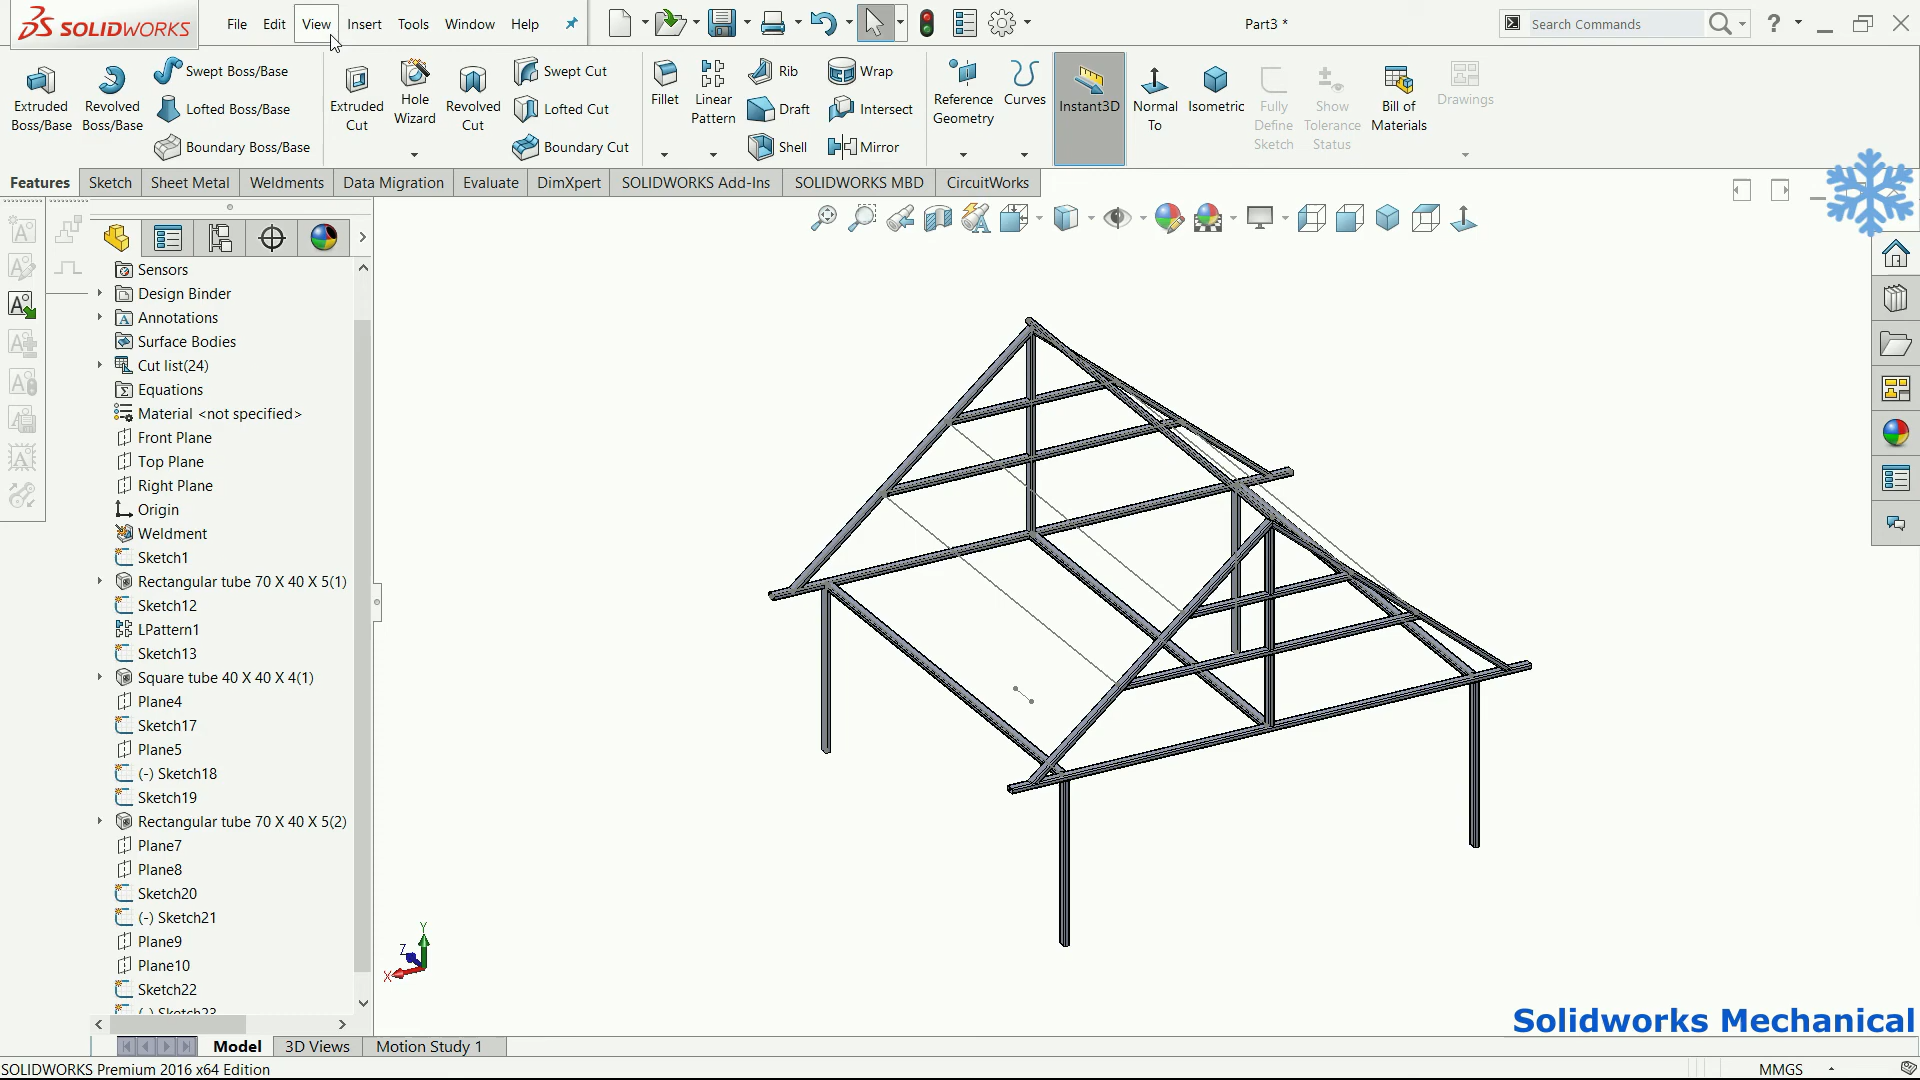 SOLIDWORKS
File Edit View Insert Tools Window Help
Part3 *
Search Commands
?
Extruded Boss/Base
Revolved Boss/Base
Swept Boss/Base
Lofted Boss/Base
Boundary Boss/Base
Extruded Cut
Hole Wizard
Revolved Cut
Swept Cut
Lofted Cut
Boundary Cut
Fillet
Linear Pattern
Rib
Draft
Shell
Wrap
Intersect
Mirror
Reference Geometry
Curves
Instant3D
Normal To
Isometric
Fully Define Sketch
Show Tolerance Status
Bill of Materials
Drawings
Features Sketch Sheet Metal Weldments Data Migration Evaluate DimXpert SOLIDWORKS Add-Ins SOLIDWORKS MBD CircuitWorks
Sensors
Design Binder
Annotations
Surface Bodies
Cut list(24)
Equations
Material <not specified>
Front Plane
Top Plane
Right Plane
Origin
Weldment
Sketch1
Rectangular tube 70 X 40 X 5(1)
Sketch12
LPattern1
Sketch13
Square tube 40 X 40 X 4(1)
Plane4
Sketch17
Plane5
(-) Sketch18
Sketch19
Rectangular tube 70 X 40 X 5(2)
Plane7
Plane8
Sketch20
(-) Sketch21
Plane9
Plane10
Sketch22
(-) Sketch23
Y
Z
X
Solidworks Mechanical
Model 3D Views Motion Study 1
SOLIDWORKS Premium 2016 x64 Edition
MMGS